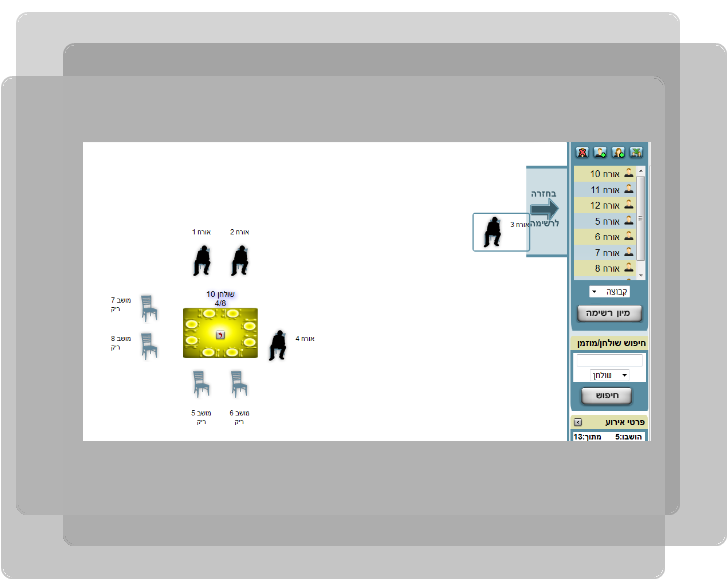 אורח 10
אורח 11
אורח 12
אורח 5
אורח 6
אורח 7
אורח 8
קבוצה
מיון רשימה
חיפוש שולחן/מוזמן
שולחן
חיפוש
פרטי אירוע
הושבו:5 מתוך:13
בחזרה
לרשימה
אורח 3
אורח 2
אורח 1
שולחן 10
4/8
מושב 7
ריק
מושב 8
ריק
אורח 4
מושב 6
ריק
מושב 5
ריק